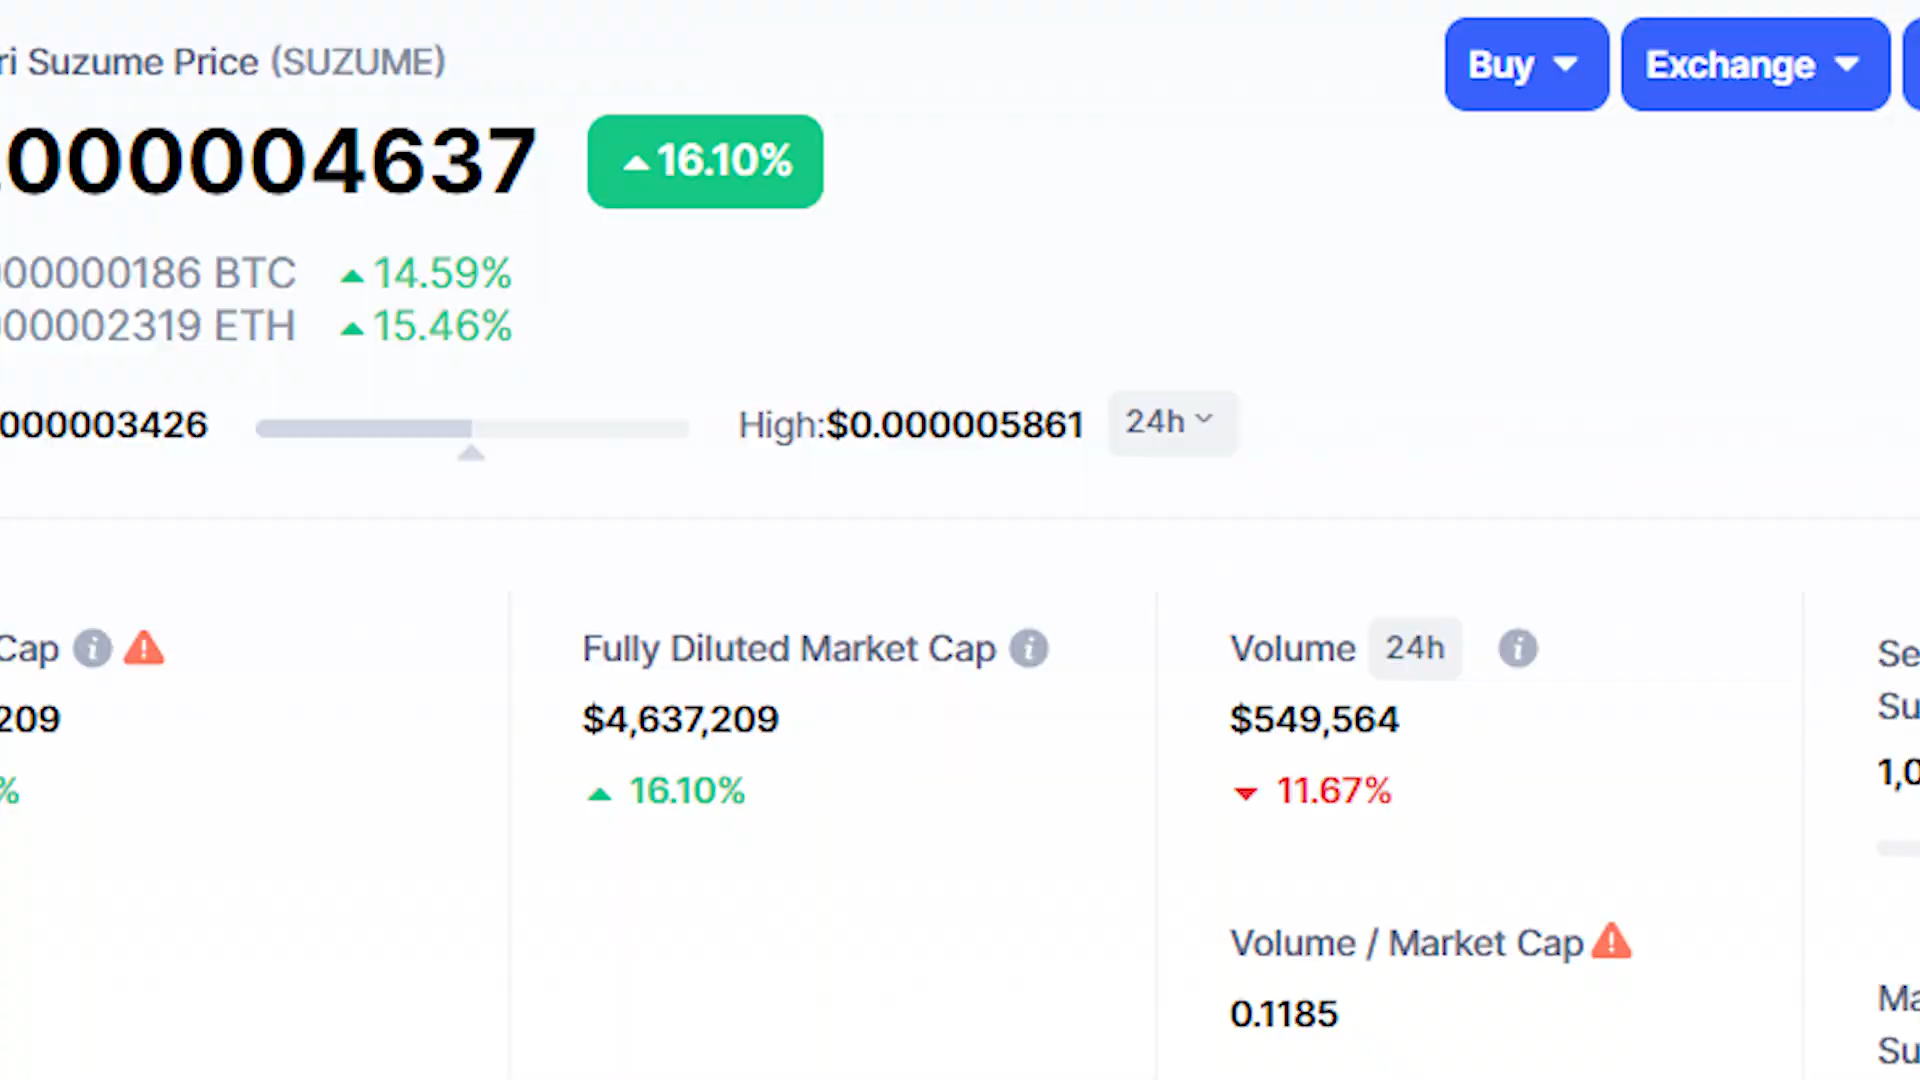 ri Suzume Price (SUZUME)
Buy
Exchange
.000004637
16.10%
000000186 BTC 14.59%
000002319 ETH 15.46%
000003426
High:$0.000005861
24h
Cap
Fully Diluted Market Cap
Volume 24h
Se
Su
209
$4,637,209
$549,564
1,0
%
16.10%
11.67%
Volume / Market Cap
0.1185
Ma
Su